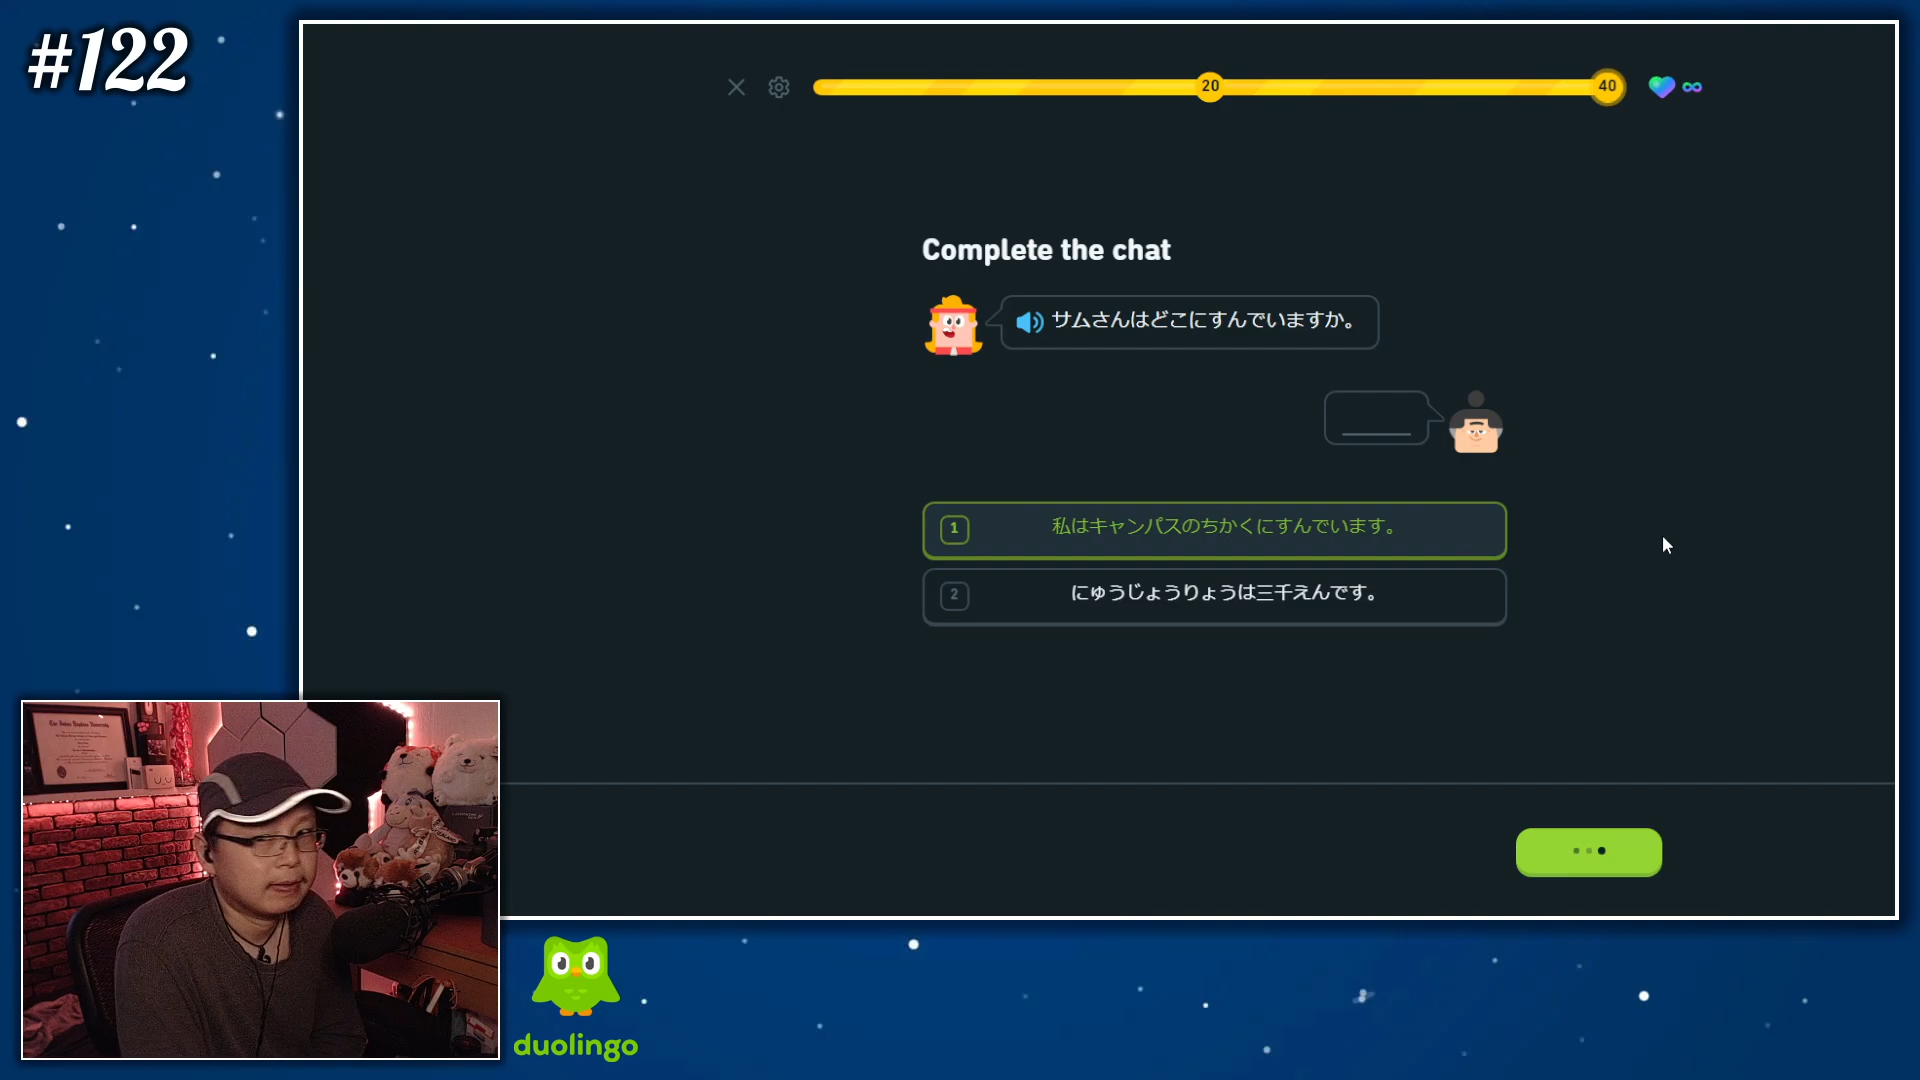 #122
20
40
Complete the chat
サムさんはどこにすんでいますか。
1
私はキャンパスのちかくにすんでいます。
2
にゅうじょうりょうは三千えんです。
duolingo